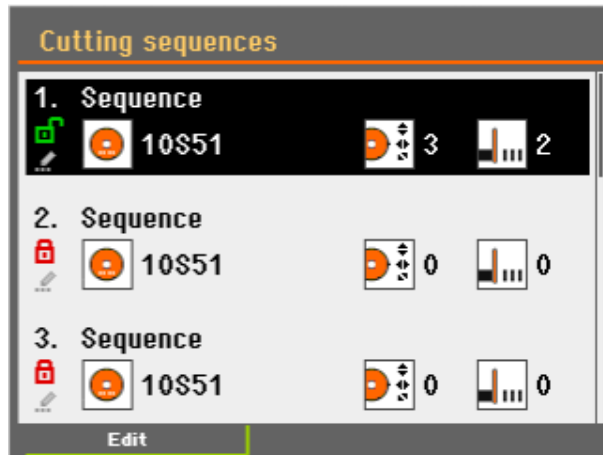 Cutting sequences
1. Sequence
10S51 3 2
2. Sequence
10S51 0 0
3. Sequence
10S51 0 0
Edit